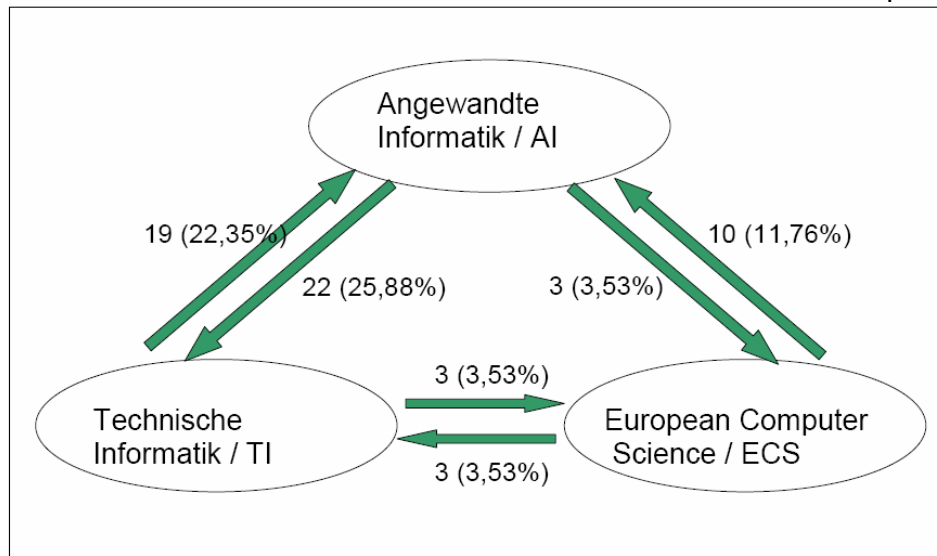 Angewandte
Informatik / AI
19 (22,35%)
10 (11,76%)
22 (25,88%)
3 (3,53%)
3 (3,53%)
Technische
Informatik / TI
European Computer
Science / ECS
3 (3,53%)